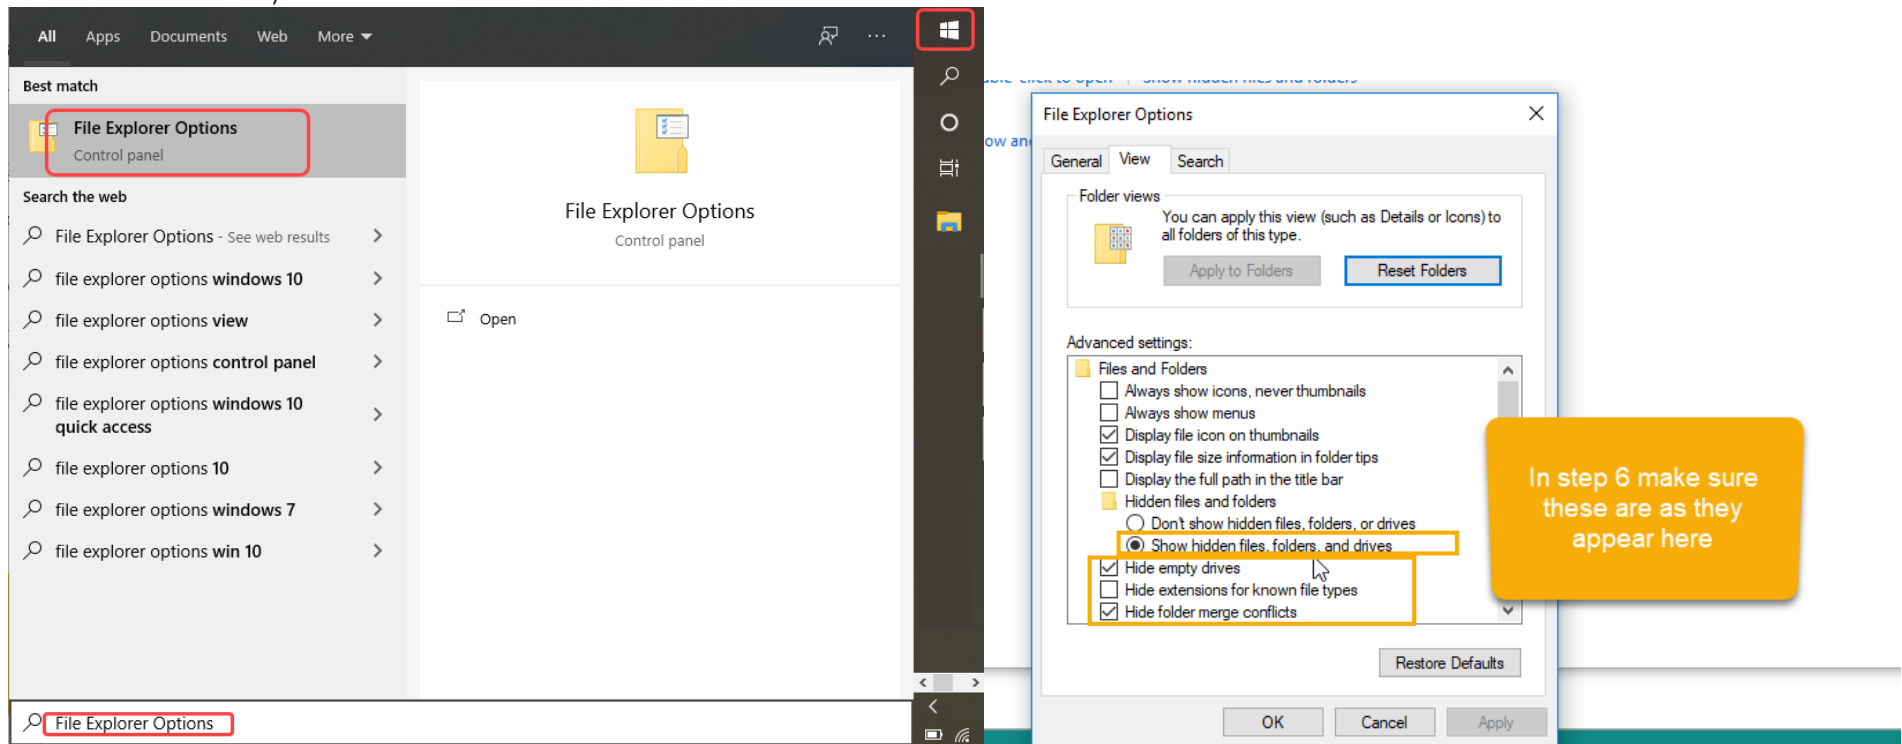 All Apps Documents Web More
Best match
File Explorer Options
Control panel
Search the web
File Explorer Options - See web results
file explorer options windows 10
file explorer options view
file explorer options control panel
file explorer options windows 10
quick access
file explorer options 10
file explorer options windows 7
file explorer options win 10
File Explorer Options
Control panel
Open
File Explorer Options
click to open Show hidden files and folders
File Explorer Options
General View Search
Folder views
You can apply this view (such as Details or Icons) to
all folders of this type.
Apply to Folders Reset Folders
Advanced settings:
Files and Folders
Always show icons, never thumbnails
Always show menus
Display file icon on thumbnails
Display file size information in folder tips
Display the full path in the title bar
Hidden files and folders
Don't show hidden files, folders, or drives
Show hidden files, folders, and drives
Hide empty drives
Hide extensions for known file types
Hide folder merge conflicts
Restore Defaults
OK Cancel Apply
In step 6 make sure
these are as they
appear here